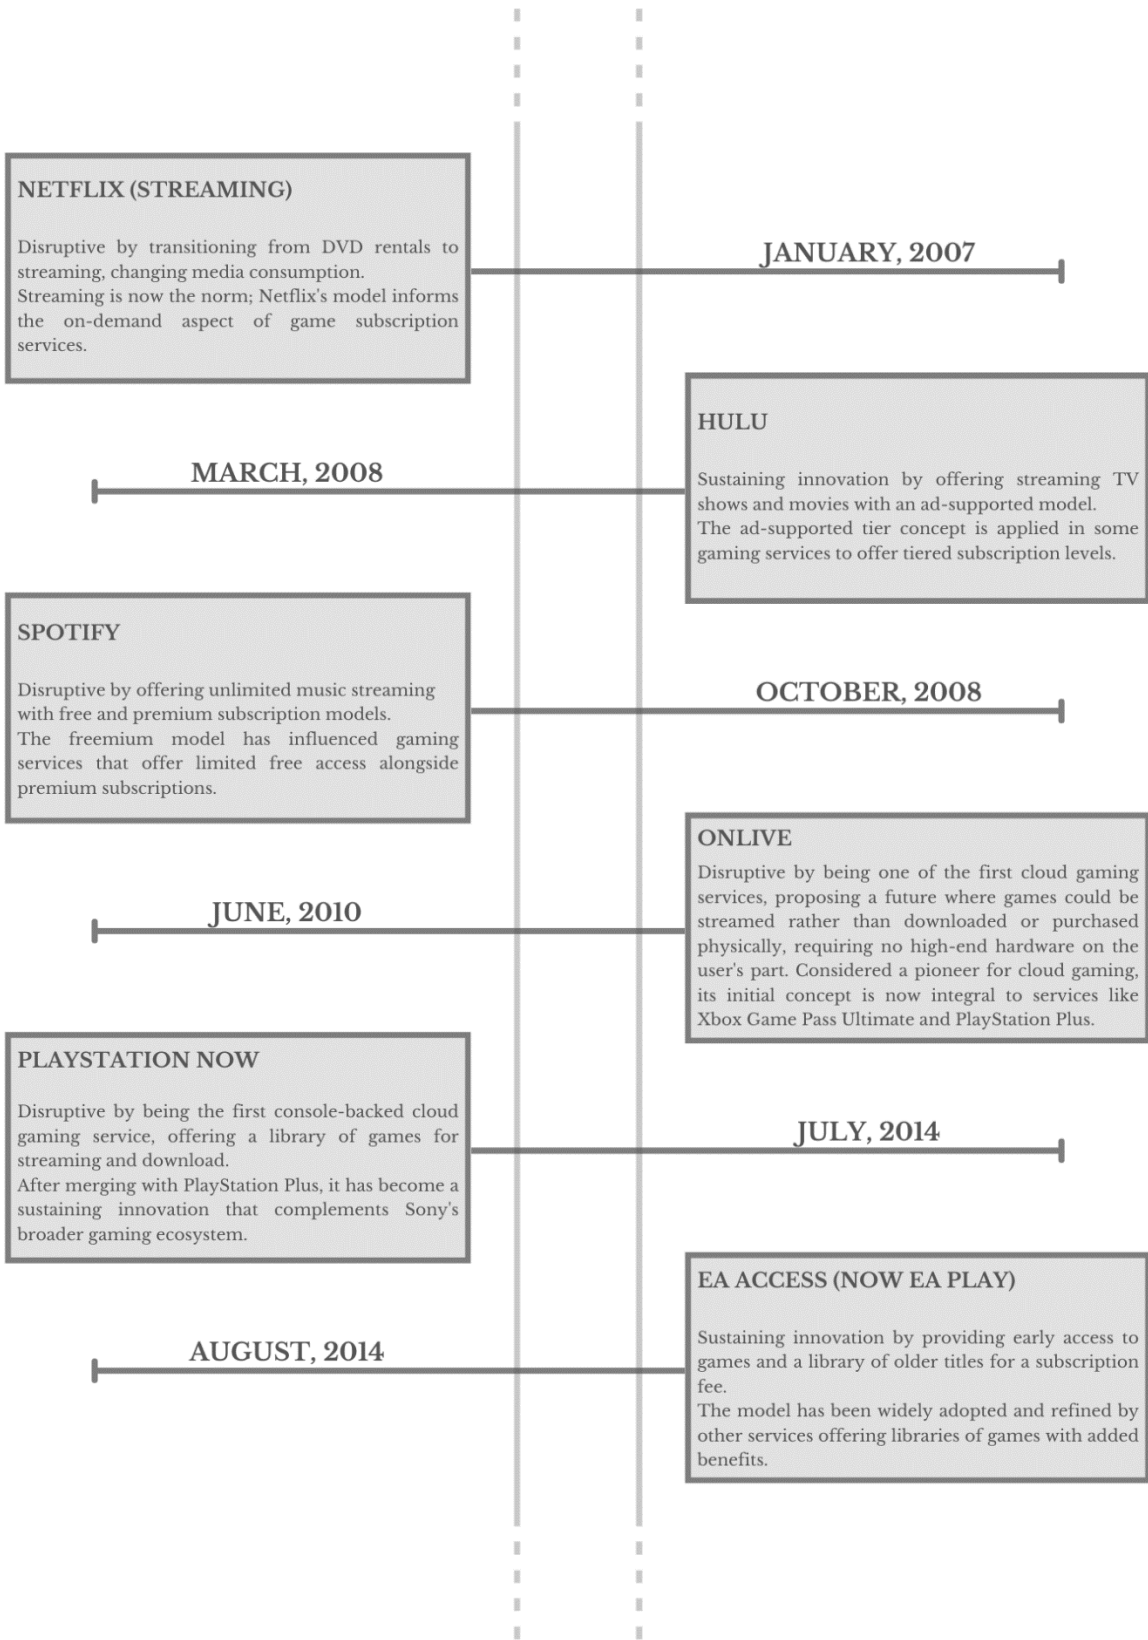 NETFLIX (STREAMING)
Disruptive by transitioning from DVD rentals to
streaming, changing media consumption.
Streaming is now the norm; Netflix's model informs
the on-demand aspect of game subscription
services.
JANUARY, 2007
HULU
Sustaining innovation by offering streaming TV
shows and movies with an ad-supported model.
The ad-supported tier concept is applied in some
gaming services to offer tiered subscription levels.
MARCH, 2008
SPOTIFY
Disruptive by offering unlimited music streaming
with free and premium subscription models.
The freemium model has influenced gaming
services that offer limited free access alongside
premium subscriptions.
OCTOBER, 2008
ONLIVE
Disruptive by being one of the first cloud gaming
services, proposing a future where games could be
streamed rather than downloaded or purchased
physically, requiring no high-end hardware on the
user's part. Considered a pioneer for cloud gaming,
its initial concept is now integral to services like
Xbox Game Pass Ultimate and PlayStation Plus.
JUNE, 2010
PLAYSTATION NOW
Disruptive by being the first console-backed cloud
gaming service, offering a library of games for
streaming and download.
After merging with PlayStation Plus, it has become a
sustaining innovation that complements Sony's
broader gaming ecosystem.
JULY, 2014
EA ACCESS (NOW EA PLAY)
Sustaining innovation by providing early access to
games and a library of older titles for a subscription
fee.
The model has been widely adopted and refined by
other services offering libraries of games with added
benefits.
AUGUST, 2014